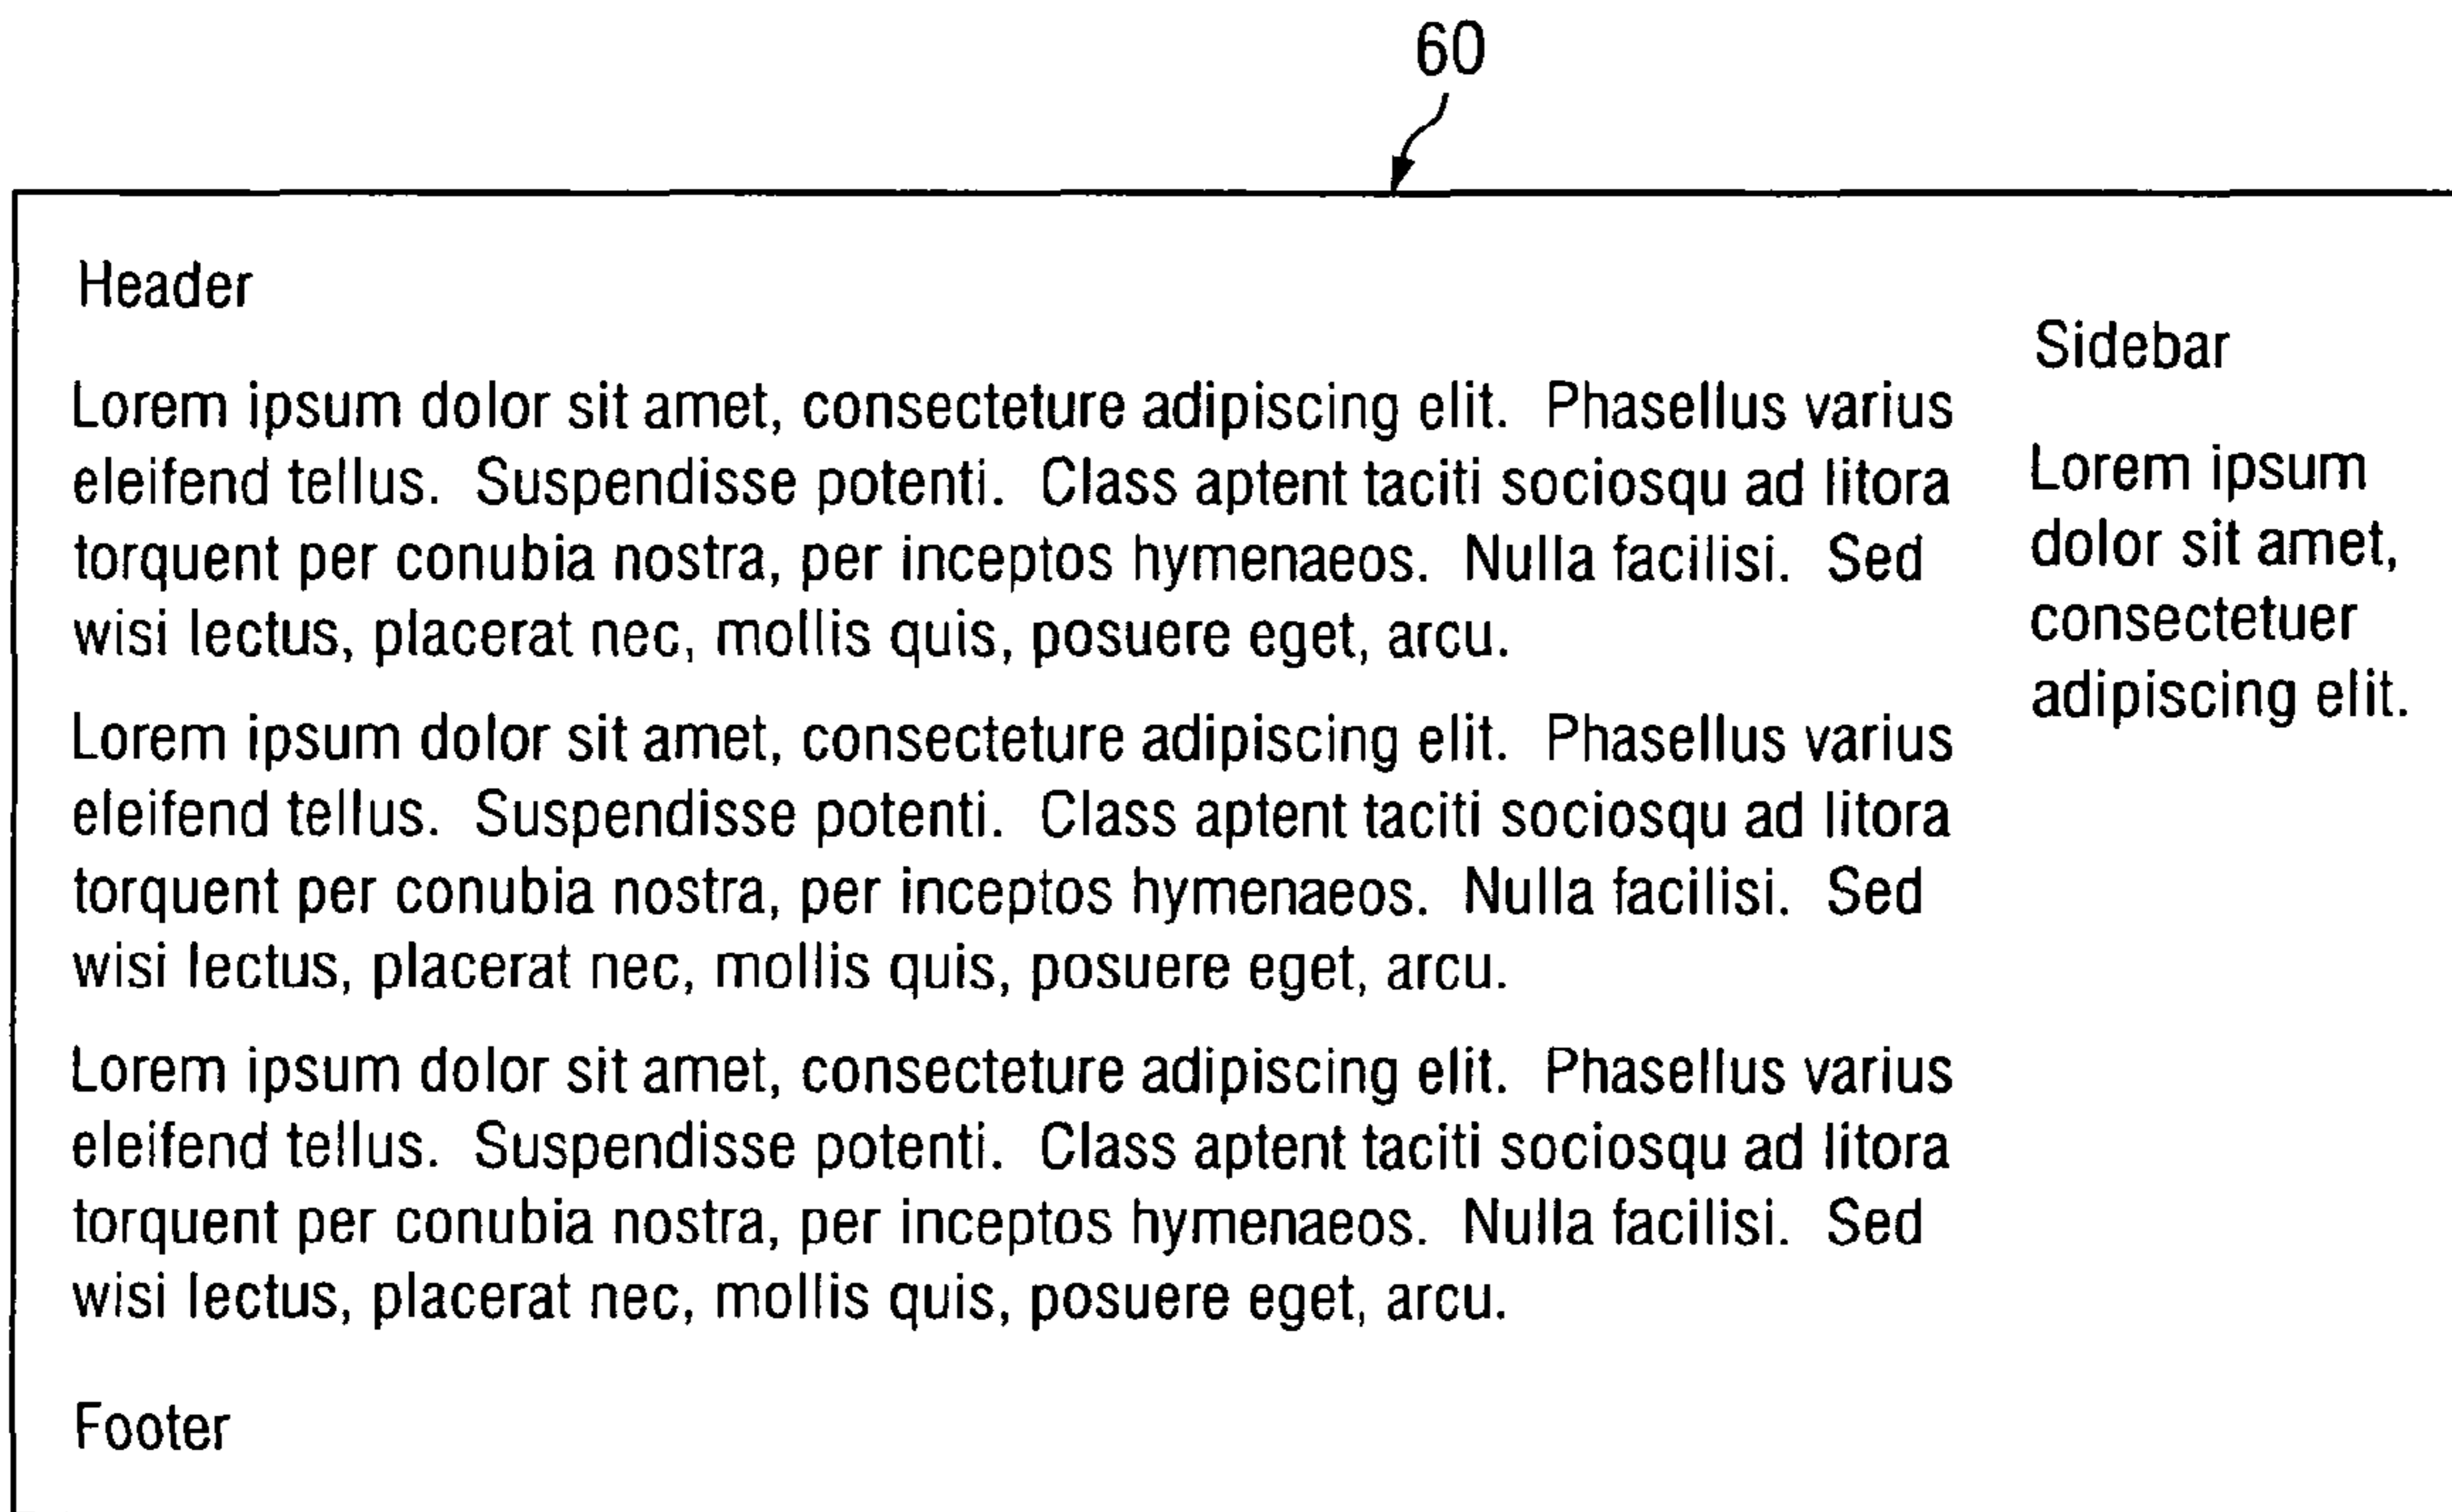 60
Header
Lorem ipsum dolor sit amet, consecteture adipiscing elit.  Phasellus varius
eleifend tellus.  Suspendisse potenti.  Class aptent taciti sociosqu ad litora
torquent per conubia nostra, per inceptos hymenaeos.  Nulla facilisi.  Sed
wisi lectus, placerat nec, mollis quis, posuere eget, arcu.
Lorem ipsum dolor sit amet, consecteture adipiscing elit.  Phasellus varius
eleifend tellus.  Suspendisse potenti.  Class aptent taciti sociosqu ad litora
torquent per conubia nostra, per inceptos hymenaeos.  Nulla facilisi.  Sed
wisi lectus, placerat nec, mollis quis, posuere eget, arcu.
Lorem ipsum dolor sit amet, consecteture adipiscing elit.  Phasellus varius
eleifend tellus.  Suspendisse potenti.  Class aptent taciti sociosqu ad litora
torquent per conubia nostra, per inceptos hymenaeos.  Nulla facilisi.  Sed
wisi lectus, placerat nec, mollis quis, posuere eget, arcu.
Sidebar
Lorem ipsum
dolor sit amet,
consectetuer
adipiscing elit.
Footer